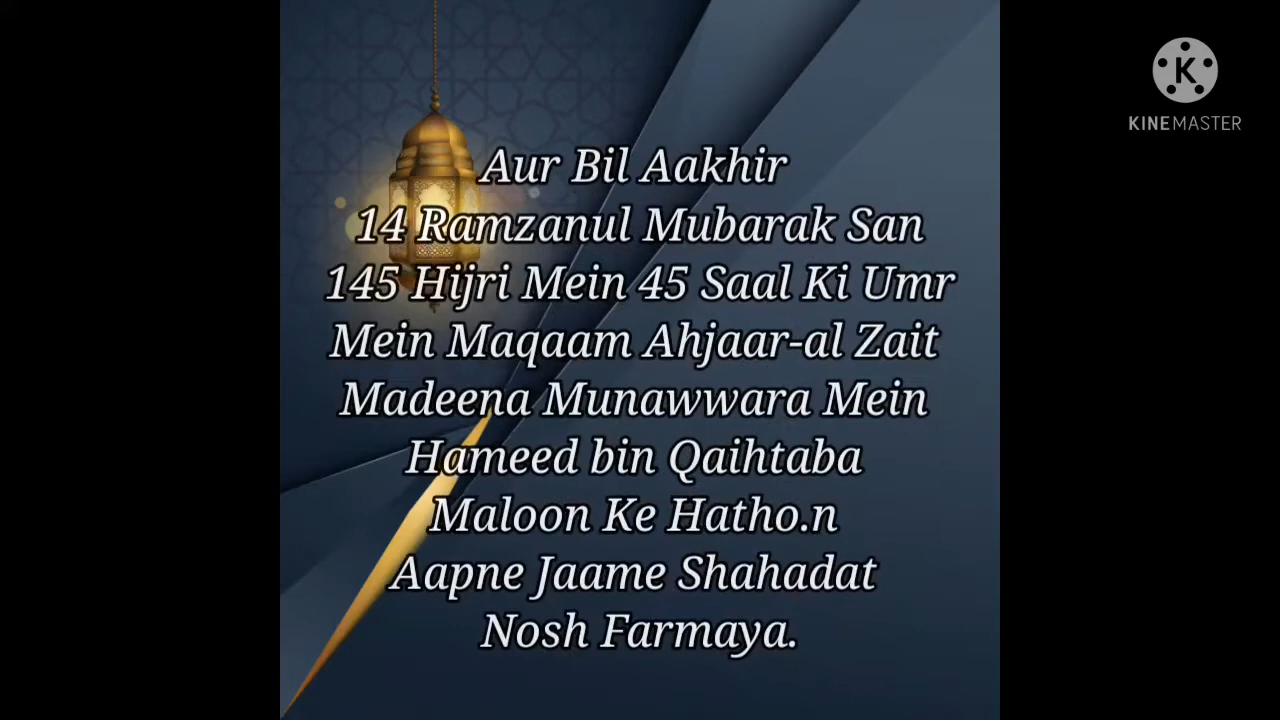 Aur Bil Aakhir
14 Ramzanul Mubarak San
145 Hijri Mein 45 Saal Ki Umr
Mein Maqaam Ahjaar-al Zait
Madeena Munawwara Mein
Hameed bin Qaihtaba
Maloon Ke Hatho.n
Aapne Jaame Shahadat
Nosh Farmaya.
K
KINEMASTER